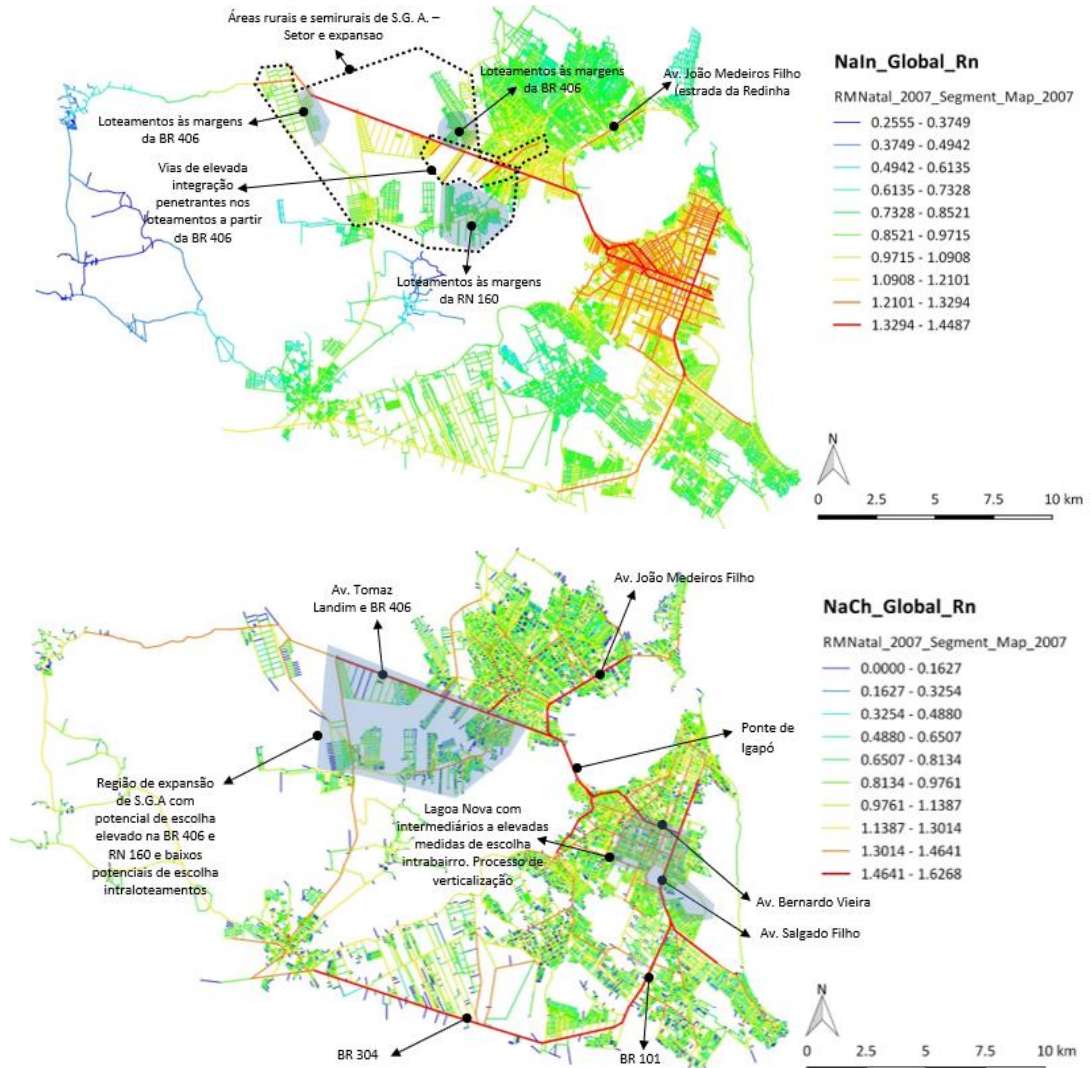 Áreas rurais e semirurais de S.G. A. –
Setor e expansao
Loteamentos às margens
da BR 406
Av. João Medeiros Filho
(estrada da Redinha
Loteamentos às margens
da BR 406
Vias de elevada
integração
penetrantes nos
loteamentos a partir
da BR 406
Loteamentos às margens
da RN 160
NaIn_Global_Rn
RMNatal_2007_Segment_Map_2007
0.2555 - 0.3749
0.3749 - 0.4942
0.4942 - 0.6135
0.6135 - 0.7328
0.7328 - 0.8521
0.8521 - 0.9715
0.9715 - 1.0908
1.0908 - 1.2101
1.2101 - 1.3294
1.3294 - 1.4487
N
0 2.5 5 7.5 10 km
Av. Tomaz
Landim e BR 406
Av. João Medeiros Filho
Ponte de
Igapó
Região de expansão
de S.G.A com
potencial de escolha
elevado na BR 406 e
RN 160 e baixos
potenciais de escolha
intraloteamentos
Lagoa Nova com
intermediários a elevadas
medidas de escolha
intrabairro. Processo de
verticalização
Av. Bernardo Vieira
Av. Salgado Filho
BR 304
BR 101
NaCh_Global_Rn
RMNatal_2007_Segment_Map_2007
0.0000 - 0.1627
0.1627 - 0.3254
0.3254 - 0.4880
0.4880 - 0.6507
0.6507 - 0.8134
0.8134 - 0.9761
0.9761 - 1.1387
1.1387 - 1.3014
1.3014 - 1.4641
1.4641 - 1.6268
N
0 2.5 5 7.5 10 km